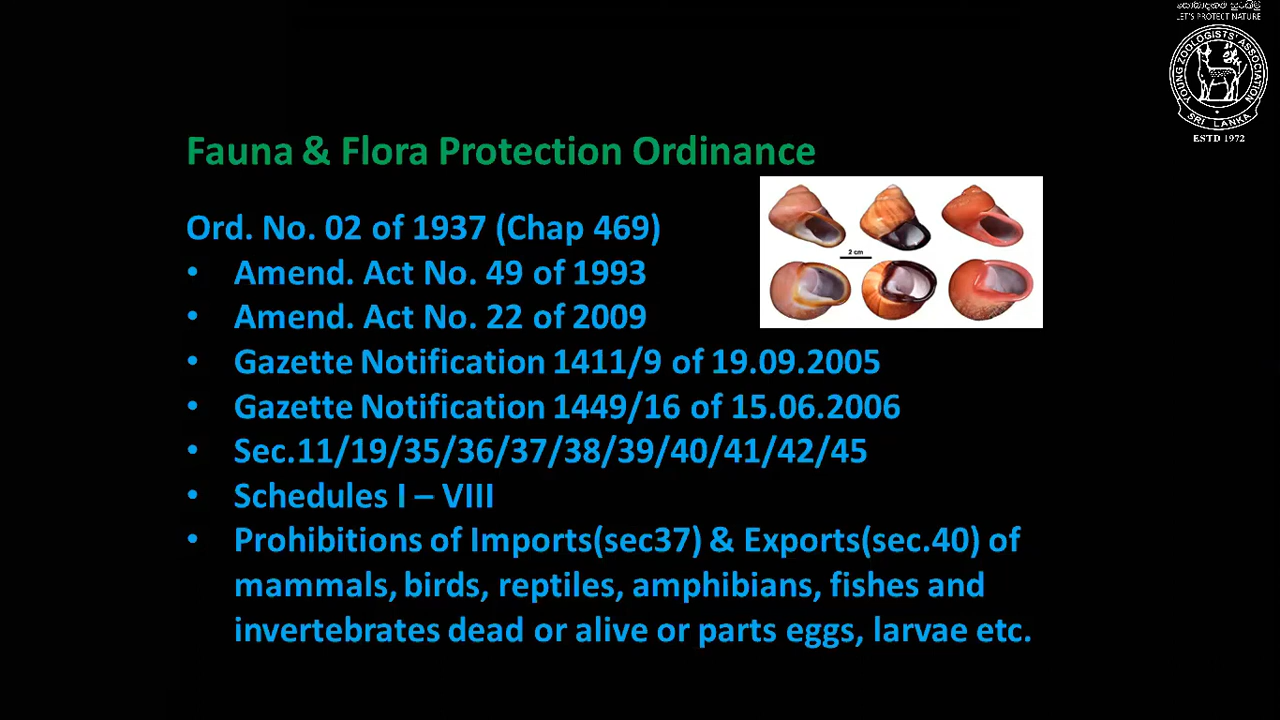 LET'S PROTECT NATURE
YOUNG ZOOLOGISTS' ASSOCIATION
SRI LANKA
ESTD 1972
Fauna & Flora Protection Ordinance
Ord. No. 02 of 1937 (Chap 469)
2 cm
• Amend. Act No. 49 of 1993
• Amend. Act No. 22 of 2009
• Gazette Notification 1411/9 of 19.09.2005
• Gazette Notification 1449/16 of 15.06.2006
• Sec.11/19/35/36/37/38/39/40/41/42/45
• Schedules I – VIII
• Prohibitions of Imports(sec37) & Exports(sec.40) of
mammals, birds, reptiles, amphibians, fishes and
invertebrates dead or alive or parts eggs, larvae etc.